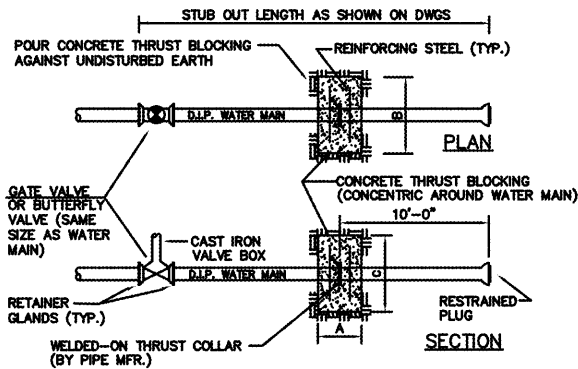 STUB OUT LENGTH AS SHOWN ON DWGS
POUR CONCRETE THRUST BLOCKING
AGAINST UNDISTURBED EARTH
REINFORCING STEEL (TYP.)
D.I.P. WATER MAIN
B
PLAN
GATE VALVE
OR BUTTERFLY
VALVE (SAME
SIZE AS WATER
MAIN)
CONCRETE THRUST BLOCKING
(CONCENTRIC AROUND WATER MAIN)
10'-0"
CAST IRON
VALVE BOX
D.I.P. WATER MAIN
C
RETAINER
GLANDS (TYP.)
A
RESTRAINED
PLUG
WELDED-ON THRUST COLLAR
(BY PIPE MFR.)
SECTION